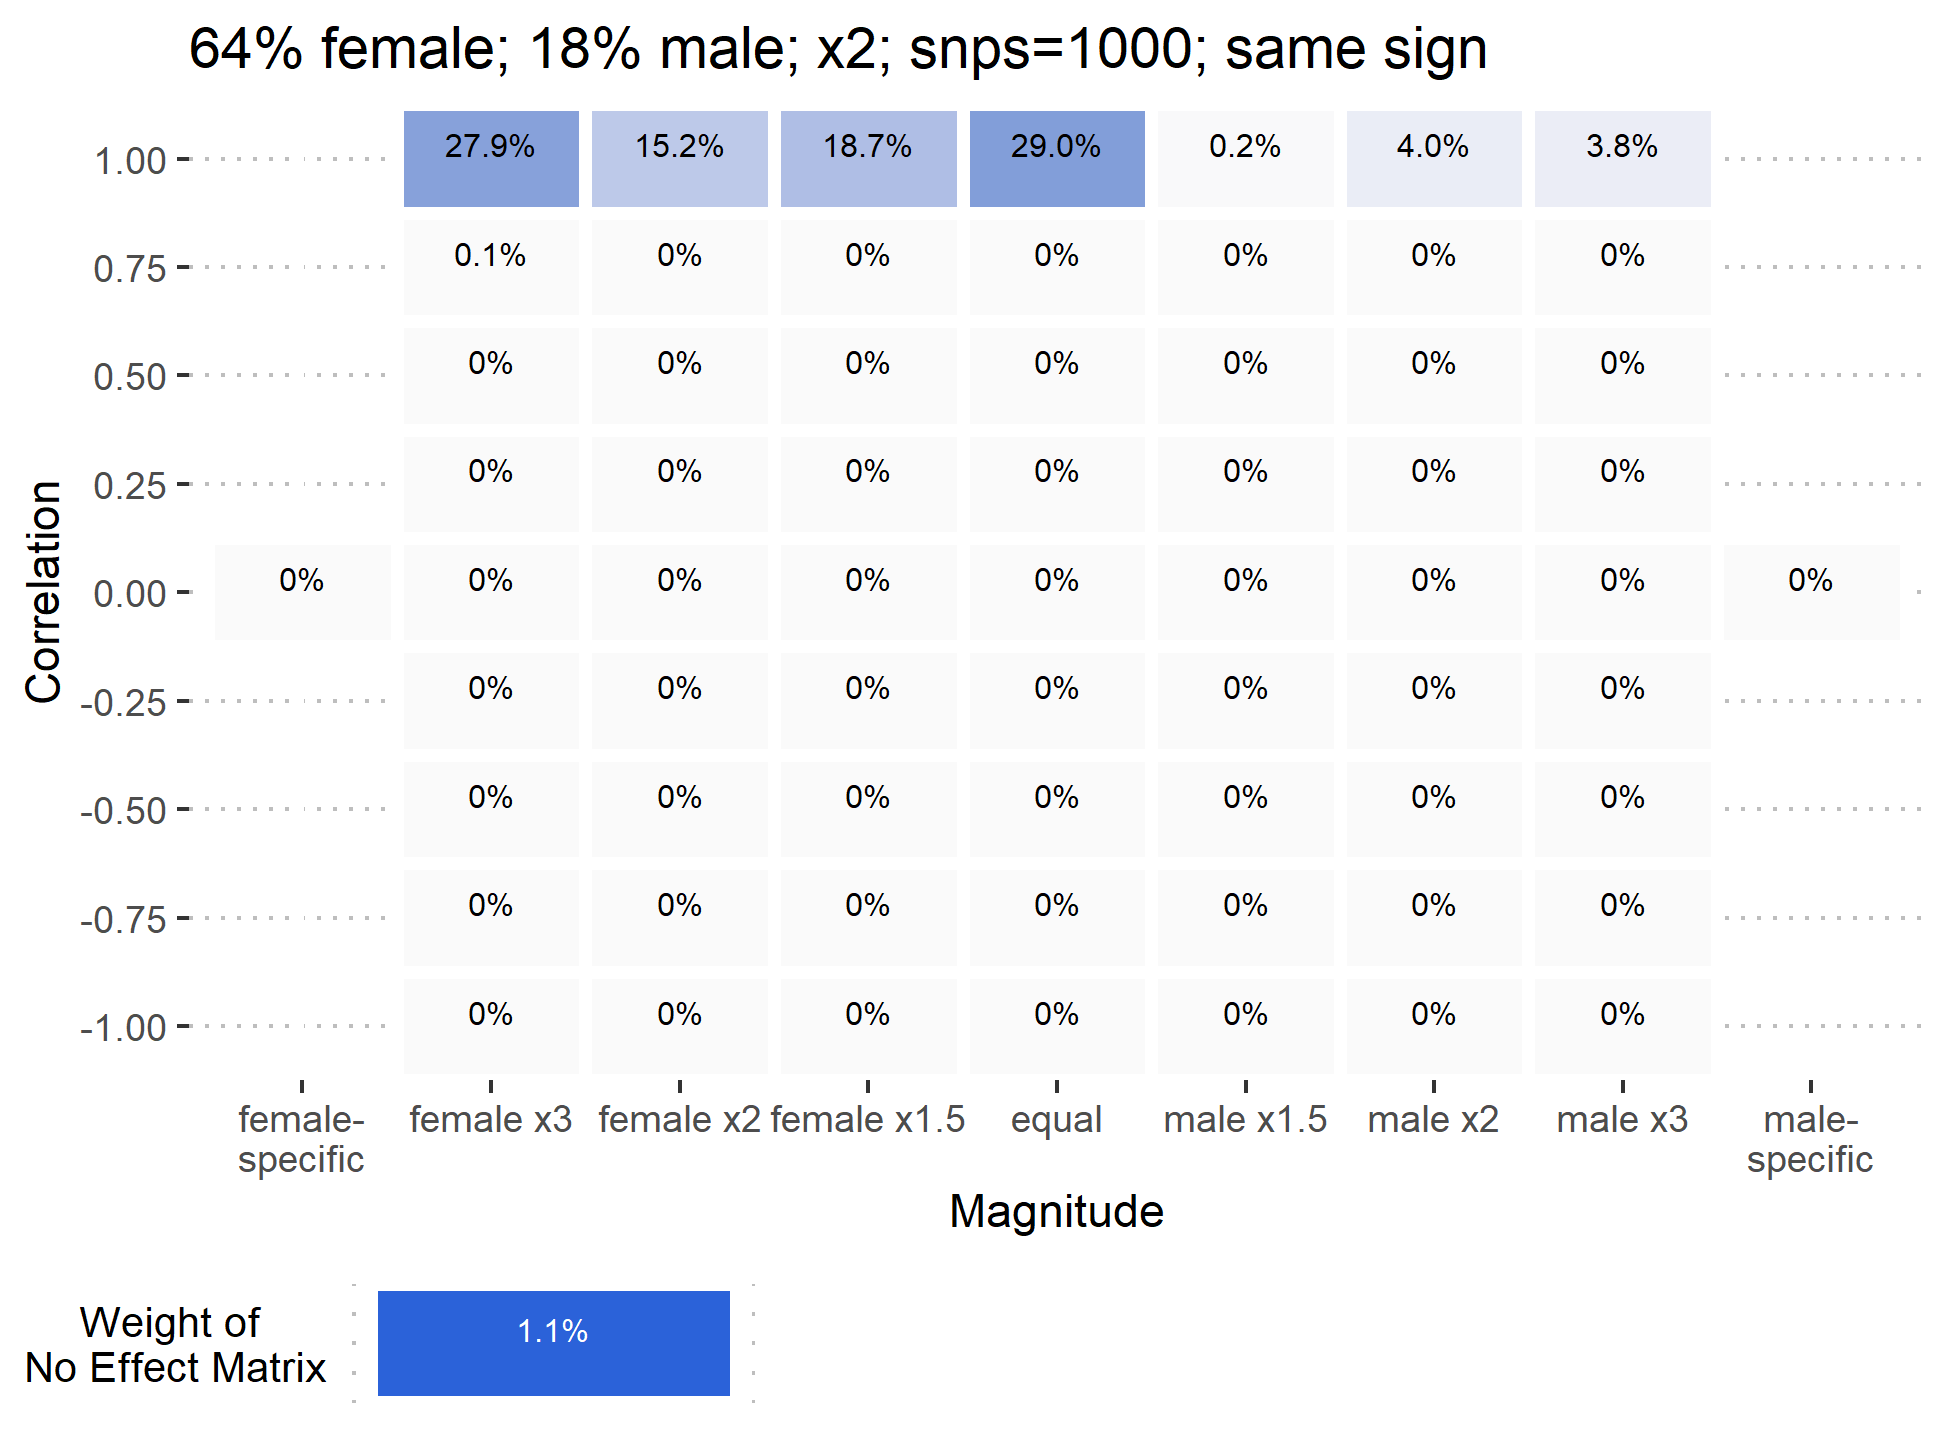 64% female; 18% male; x2; snps=1000; same sign
1.00 27.9% 15.2% 18.7% 29.0% 0.2% 4.0% 3.8%
0.75 0.1% 0% 0% 0% 0% 0% 0%
0.50 0% 0% 0% 0% 0% 0% 0%
0.25 0% 0% 0% 0% 0% 0% 0%
0.00 0% 0% 0% 0% 0% 0% 0% 0% 0%
-0.25 0% 0% 0% 0% 0% 0% 0%
-0.50 0% 0% 0% 0% 0% 0% 0%
-0.75 0% 0% 0% 0% 0% 0% 0%
-1.00 0% 0% 0% 0% 0% 0% 0%
Correlation
female-
specific
female x3
female x2
female x1.5
equal
male x1.5
male x2
male x3
male-
specific
Magnitude
Weight of
No Effect Matrix
1.1%